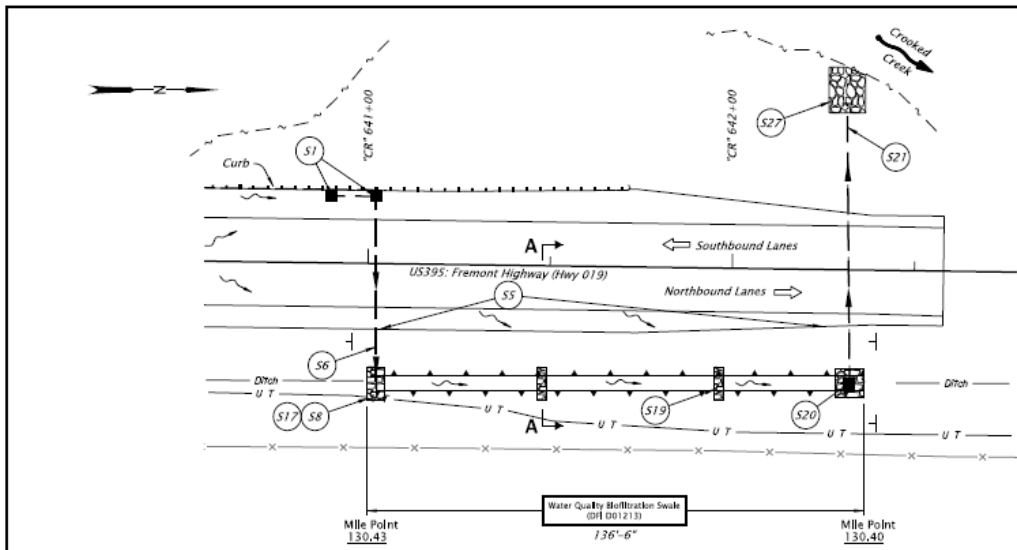 Crooked
Creek
N
"CR" 641+00
"CR" 642+00
S27
S21
S1
Curb
A
Southbound Lanes
US395: Fremont Highway (Hwy 019)
Northbound Lanes
S5
S6
Ditch
Ditch
U T
S17
S8
S19
S20
A
U T
U T
U T
U T
U T
Water Quality Biofiltration Swale
(DFI D01213)
136'-6"
Mile Point
130.43
Mile Point
130.40